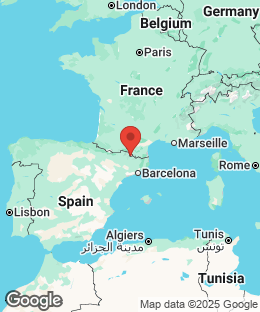 London
Belgium
Germany
Paris
France
Marseille
Rome
Barcelona
Spain
Lisbon
Algiers
مدينة الجزائر
Tunis
تونس
Tunisia
Google
Map data ©2025 Google